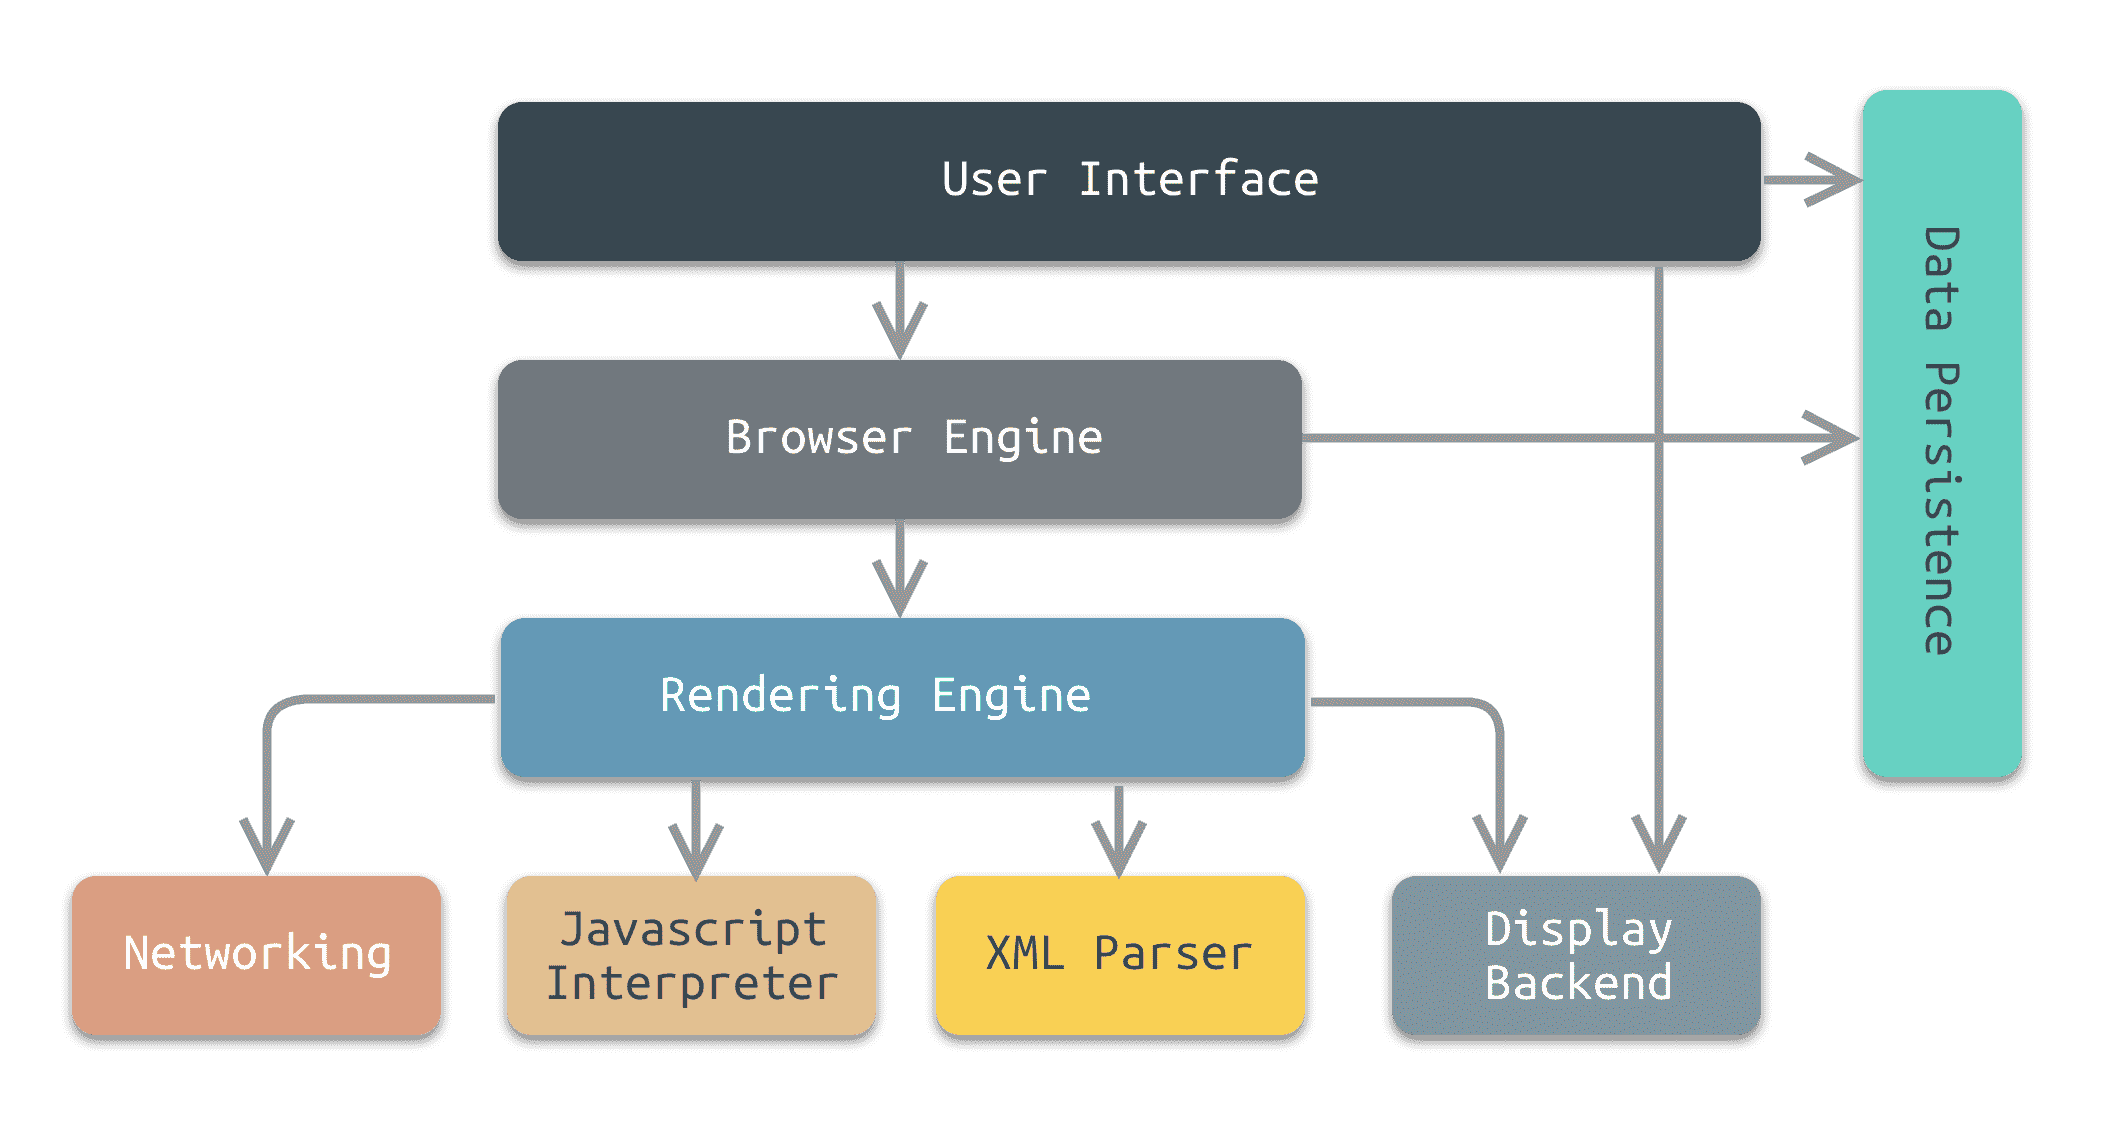 User Interface
Data Persistence
Browser Engine
Rendering Engine
Networking
Javascript
Interpreter
XML Parser
Display
Backend